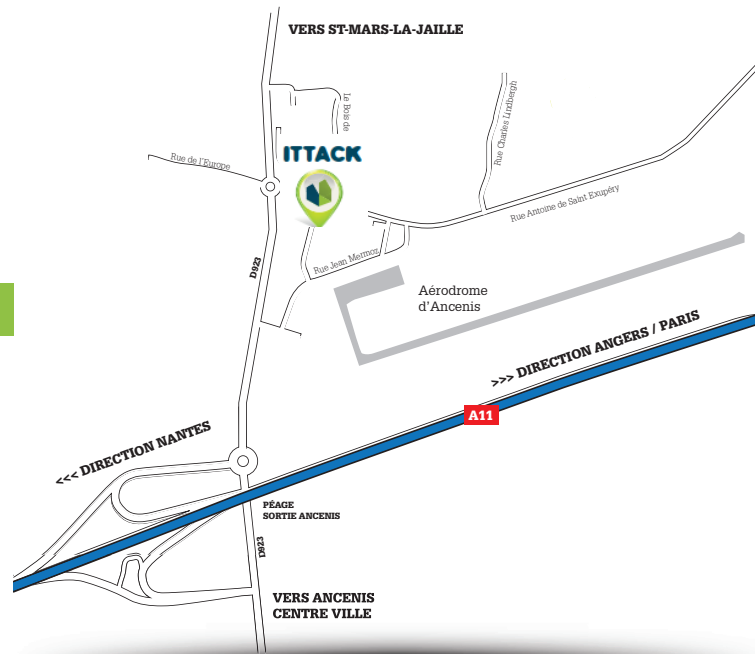 VERS ST-MARS-LA-JAILLE
Le Bois de
Rue Charles Lindbergh
Rue de l'Europe
ITTACK
Rue Antoine de Saint Exupéry
D923
Rue Jean Mermoz
Aérodrome
d'Ancenis
>>> DIRECTION ANGERS / PARIS
A11
<<< DIRECTION NANTES
PÉAGE
SORTIE ANCENIS
D923
VERS ANCENIS
CENTRE VILLE